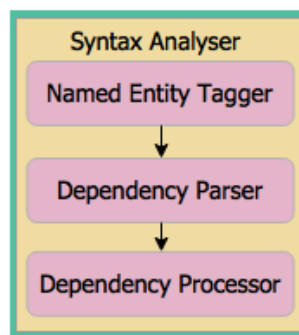 Syntax Analyser
Named Entity Tagger
Dependency Parser
Dependency Processor